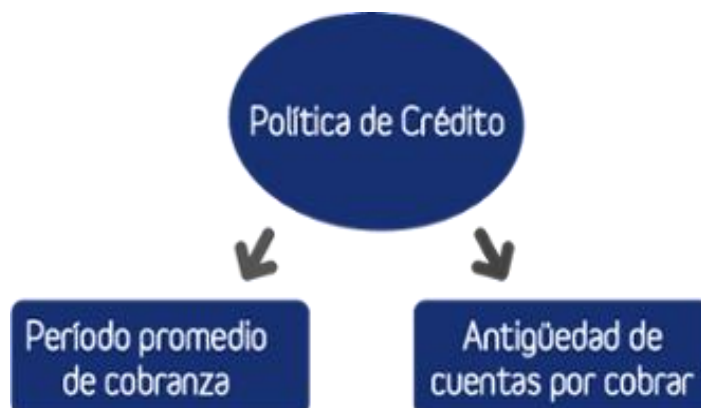 Política de Crédito
Período promedio
de cobranza
Antigüedad de
cuentas por cobrar